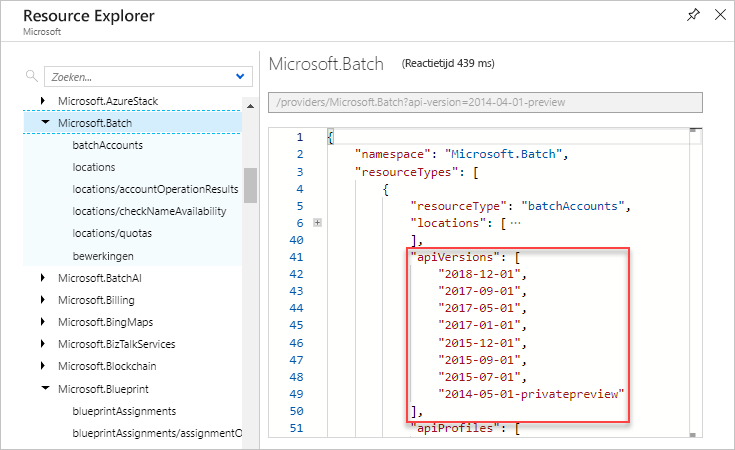 Resource Explorer
Microsoft
Zoeken...
Microsoft.AzureStack
Microsoft.Batch
batchAccounts
locations
locations/accountOperationResults
locations/checkNameAvailability
locations/quotas
bewerkingen
Microsoft.BatchAI
Microsoft.Billing
Microsoft.BingMaps
Microsoft.BizTalkServices
Microsoft.Blockchain
Microsoft.Blueprint
blueprintAssignments
blueprintAssignments/assignmentO
Microsoft.Batch (Reactietijd 439 ms)
/providers/Microsoft.Batch?api-version=2014-04-01-preview
1 {
2 "namespace": "Microsoft.Batch",
3 "resourceTypes": [
4 {
5 "resourceType": "batchAccounts",
6 "locations": [ ...
40 ],
41 "apiVersions": [
42 "2018-12-01",
43 "2017-09-01",
44 "2017-05-01",
45 "2017-01-01",
46 "2015-12-01",
47 "2015-09-01",
48 "2015-07-01",
49 "2014-05-01-privatepreview"
50 ],
51 "apiProfiles": [